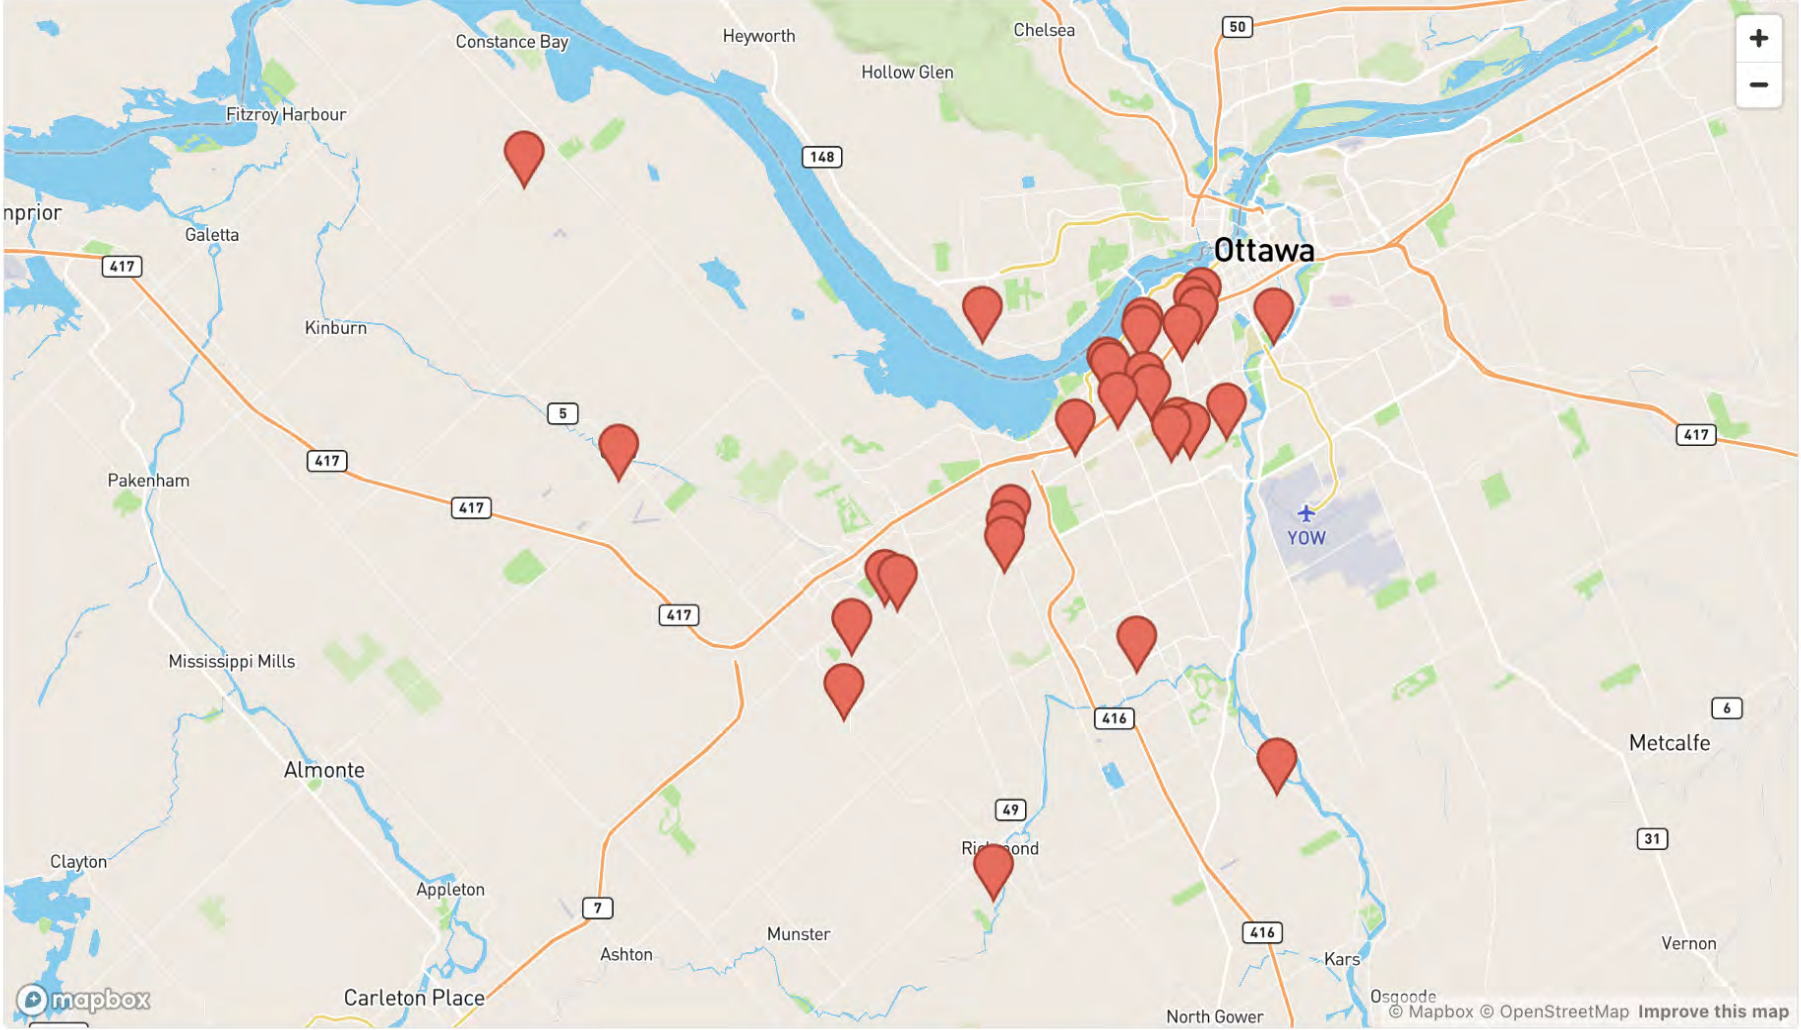 Constance Bay
Heyworth
Chelsea
50
+
Hollow Glen
−
Fitzroy Harbour
148
nprior
Galetta
Ottawa
417
Kinburn
5
417
417
Pakenham
417
YOW
417
Mississippi Mills
416
6
Metcalfe
Almonte
49
31
Clayton
Appleton
7
416
Munster
Vernon
Ashton
Kars
Carleton Place
Osgoode
mapbox
North Gower
© Mapbox © OpenStreetMap Improve this map